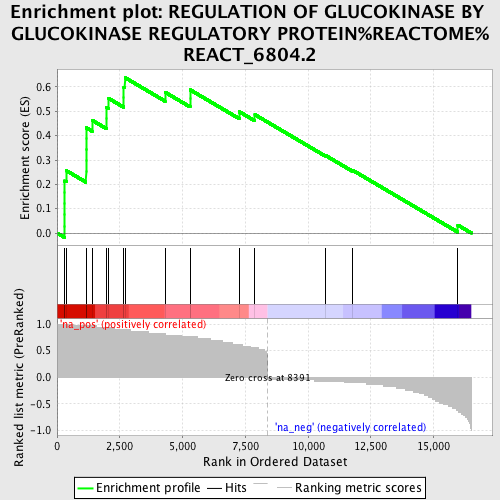 Enrichment plot: REGULATION OF GLUCOKINASE BY
GLUCOKINASE REGULATORY PROTEIN%REACTOME%
REACT_6804.2
Enrichment score (ES)
0.6
0.5
0.4
0.3
0.2
0.1
0.0
'na_pos' (positively correlated)
Ranked list metric (PreRanked)
1.0
0.5
0.0
-0.5
-1.0
Zero cross at 8391
'na_neg' (negatively correlated)
0 2,500 5,000 7,500 10,000 12,500 15,000
Rank in Ordered Dataset
Enrichment profile Hits Ranking metric scores